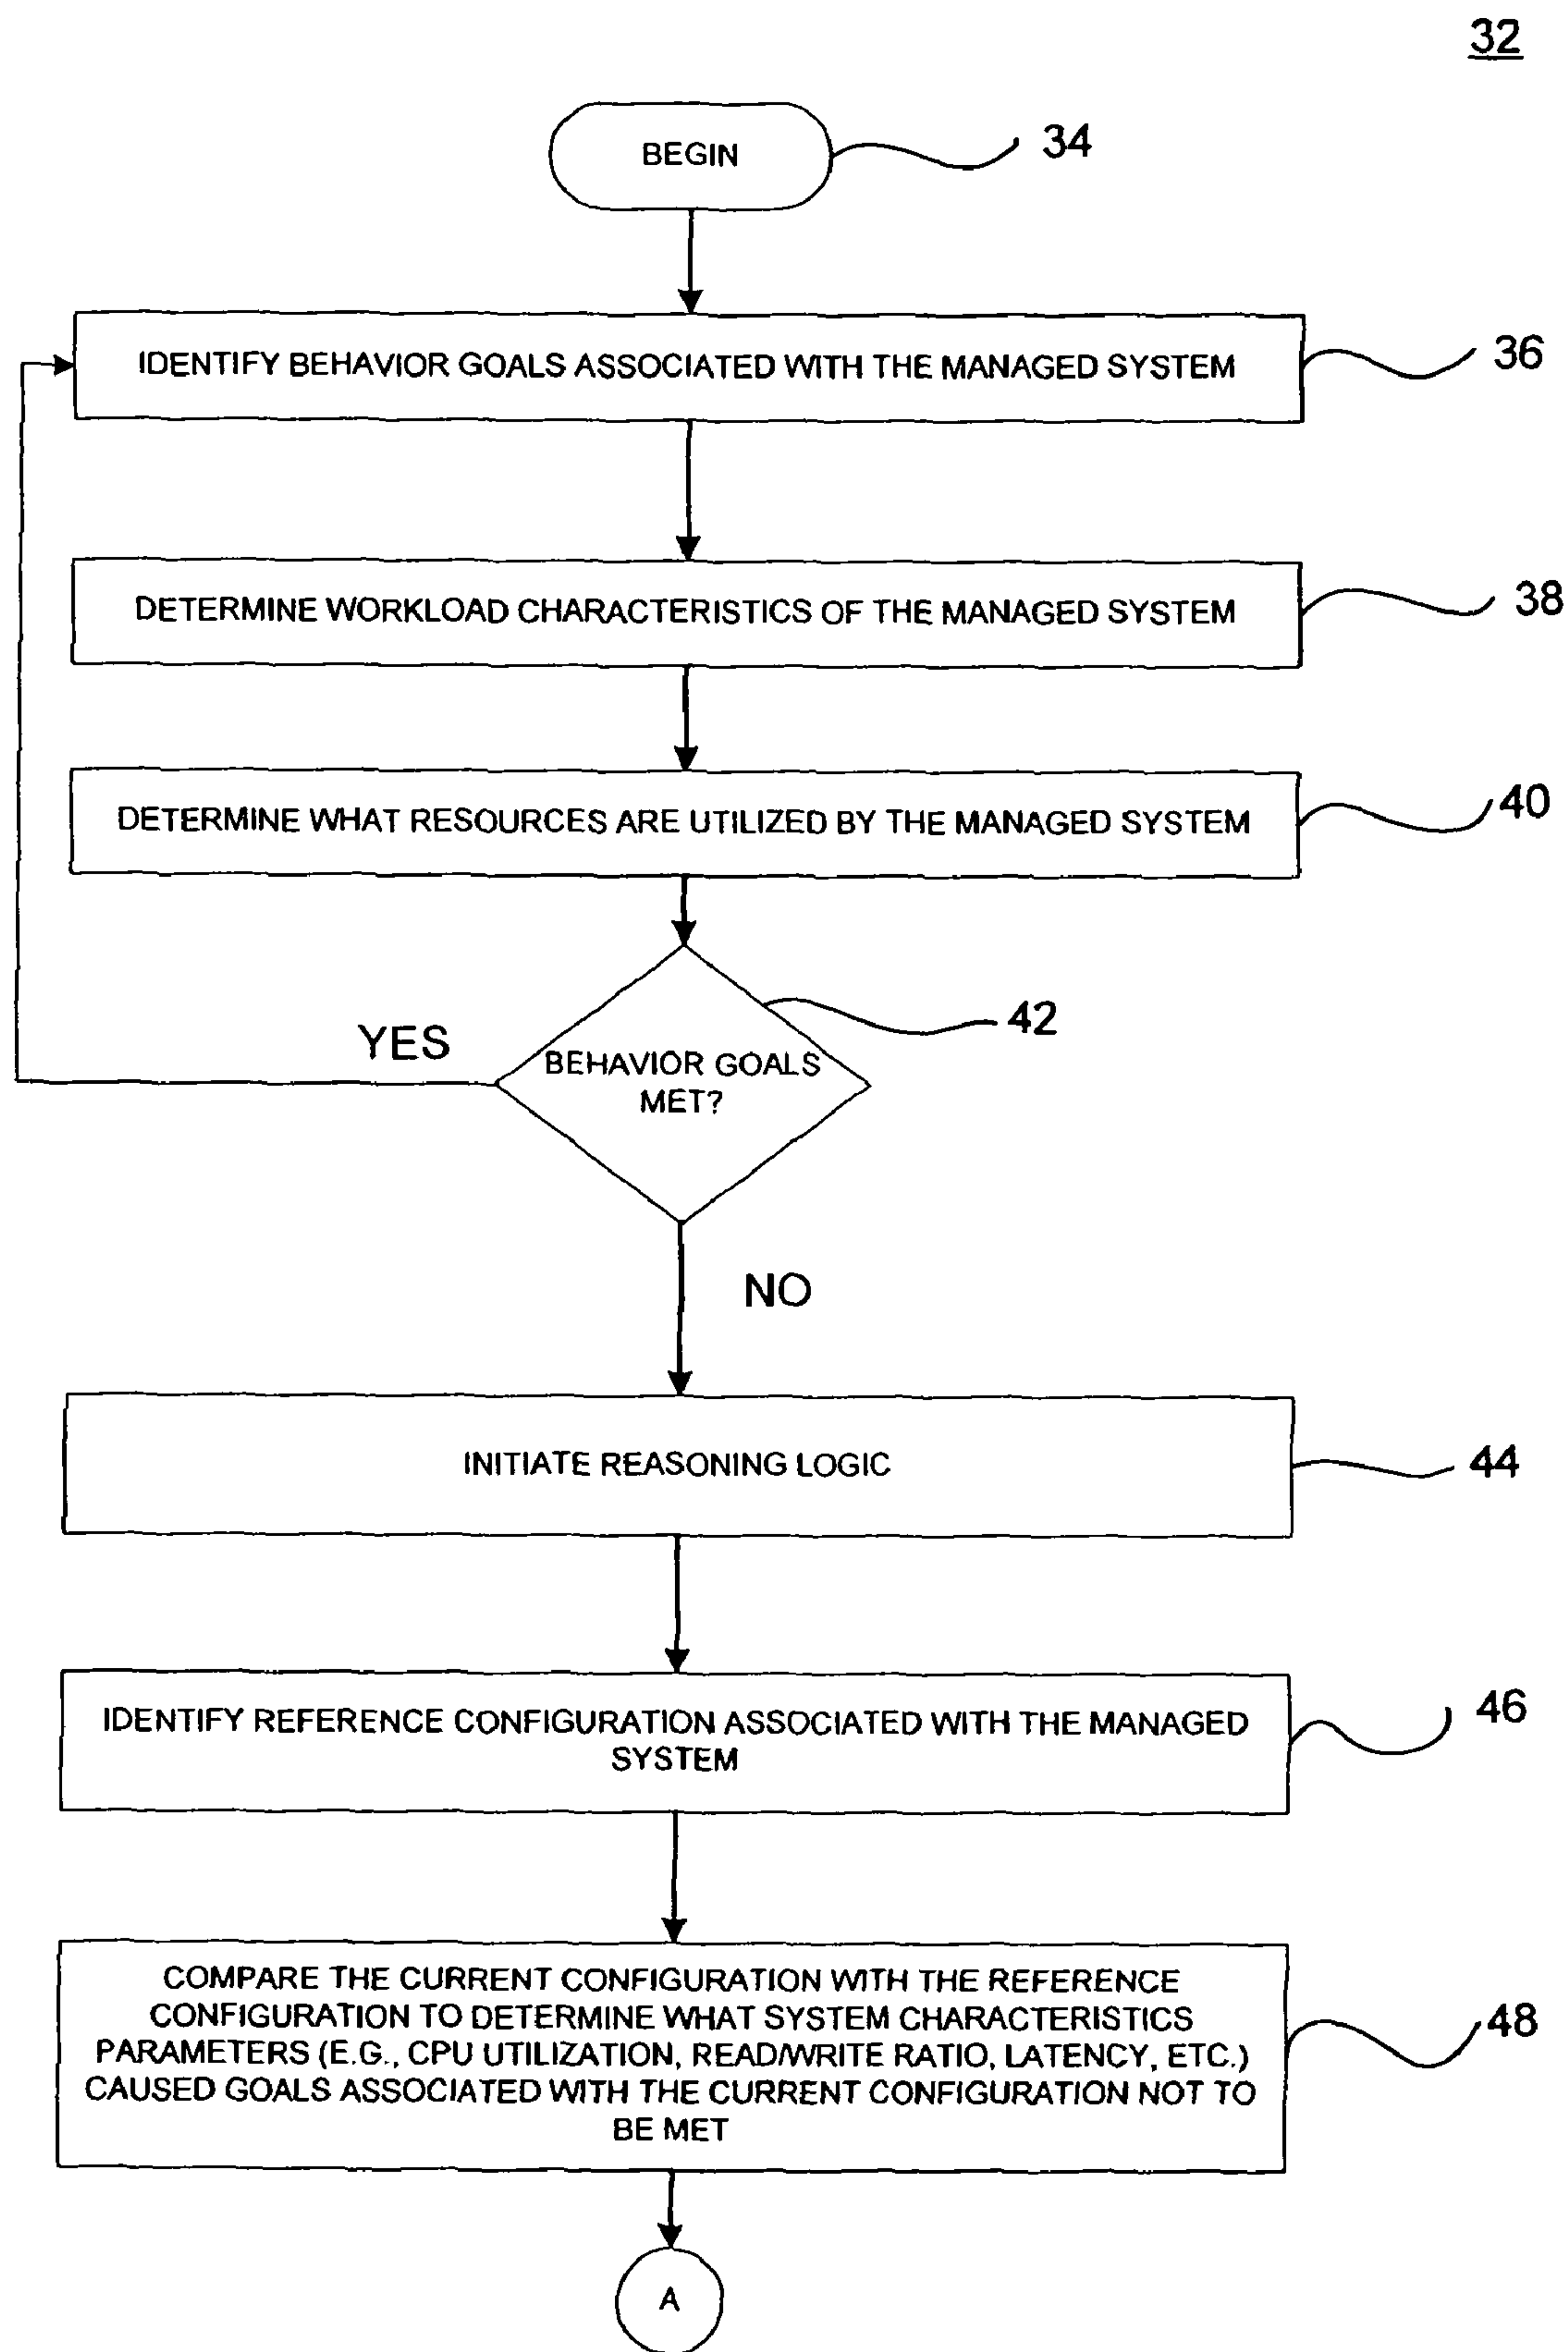 32
BEGIN
34
IDENTIFY BEHAVIOR GOALS ASSOCIATED WITH THE MANAGED SYSTEM
36
DETERMINE WORKLOAD CHARACTERISTICS OF THE MANAGED SYSTEM
38
DETERMINE WHAT RESOURCES ARE UTILIZED BY THE MANAGED SYSTEM
40
42
YES
BEHAVIOR GOALS
MET?
NO
INITIATE REASONING LOGIC
44
IDENTIFY REFERENCE CONFIGURATION ASSOCIATED WITH THE MANAGED
SYSTEM
46
COMPARE THE CURRENT CONFIGURATION WITH THE REFERENCE
CONFIGURATION TO DETERMINE WHAT SYSTEM CHARACTERISTICS
PARAMETERS (E.G., CPU UTILIZATION, READ/WRITE RATIO, LATENCY, ETC.)
CAUSED GOALS ASSOCIATED WITH THE CURRENT CONFIGURATION NOT TO
BE MET
48
A